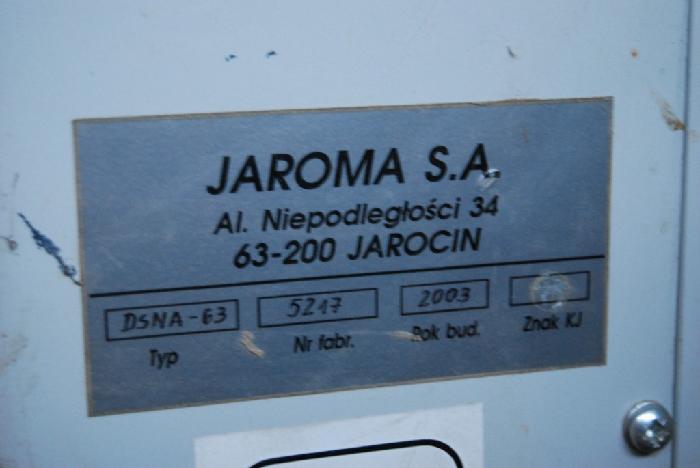 JAROMA S.A.
Al. Niepodległości 34
63-200 JAROCIN
DSNA-63 5217 2003
Typ Nr fabr. Rok bud. Znak KJ